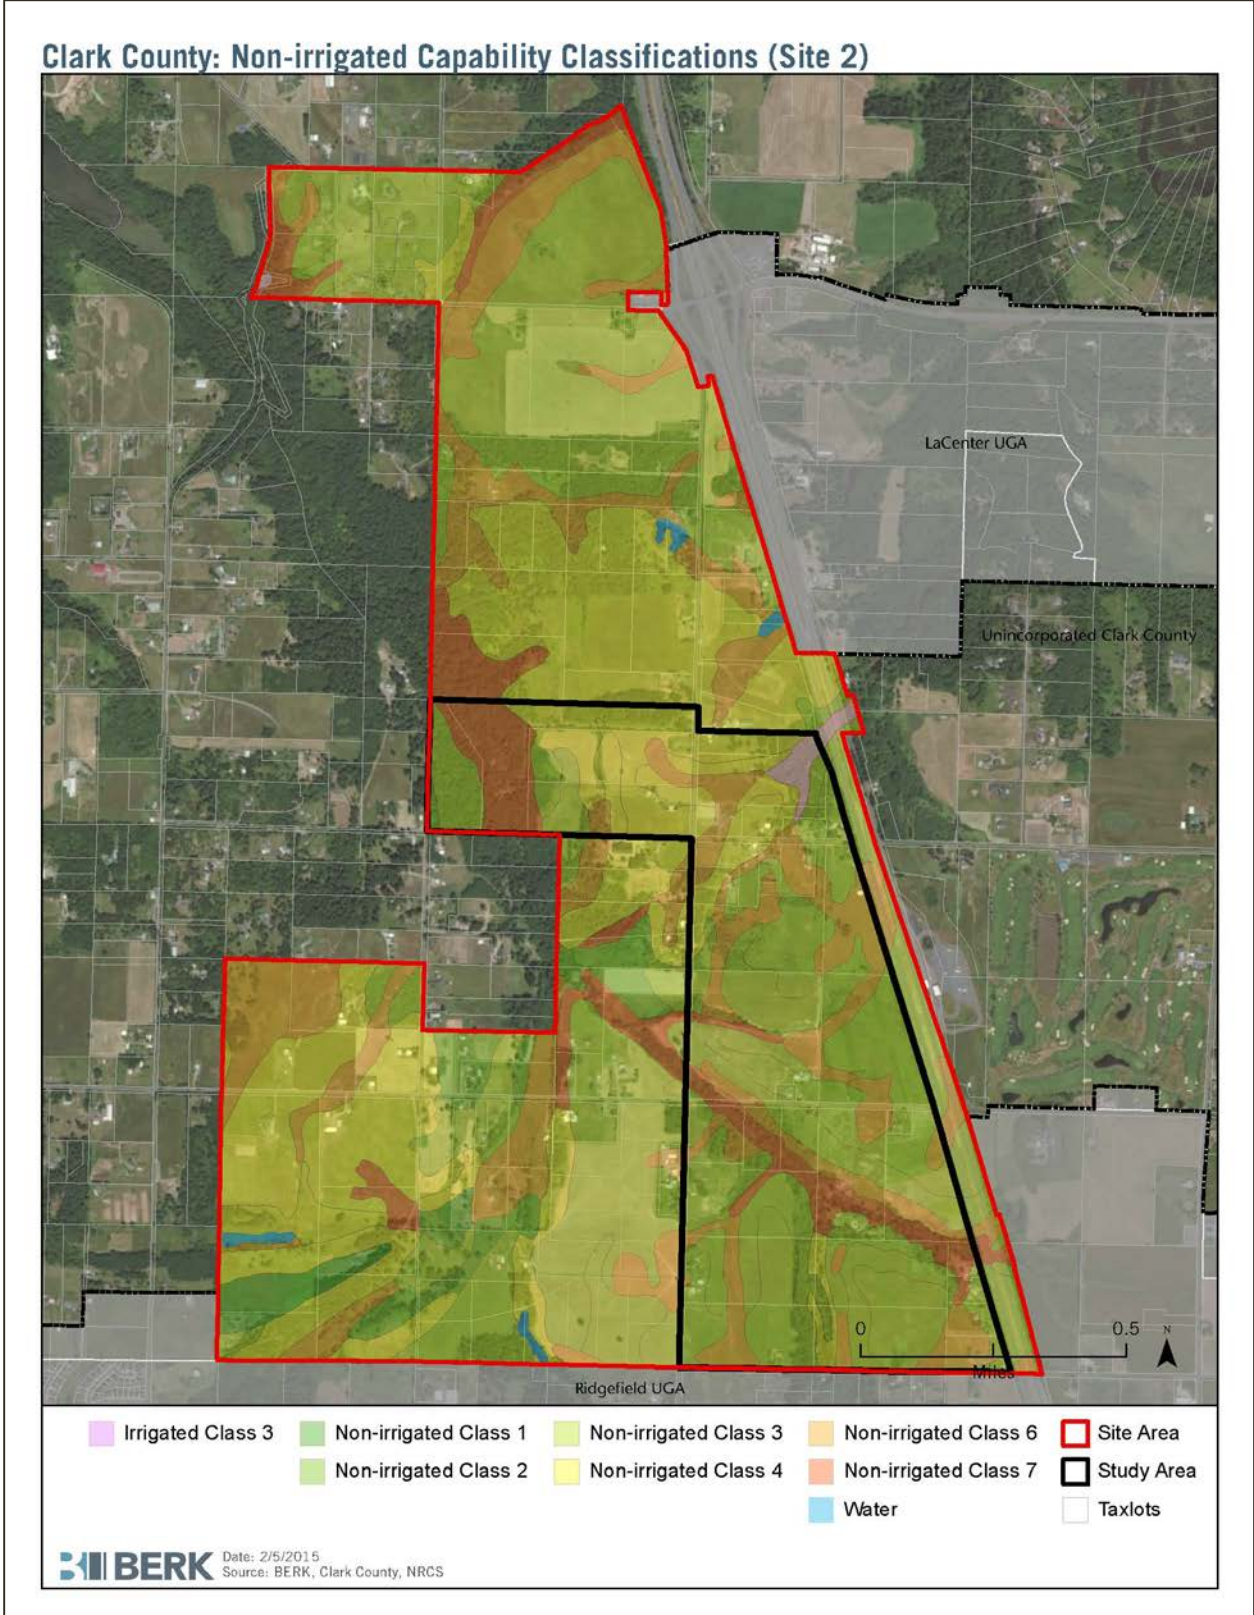 Clark County: Non-irrigated Capability Classifications (Site 2)
LaCenter UGA
Unincorporated Clark County
0 0.5 N
Miles
Ridgefield UGA
Irrigated Class 3 Non-irrigated Class 1 Non-irrigated Class 3 Non-irrigated Class 6 Site Area
Non-irrigated Class 2 Non-irrigated Class 4 Non-irrigated Class 7 Study Area
Water Taxlots
BERK Date: 2/5/2015
Source: BERK, Clark County, NRCS